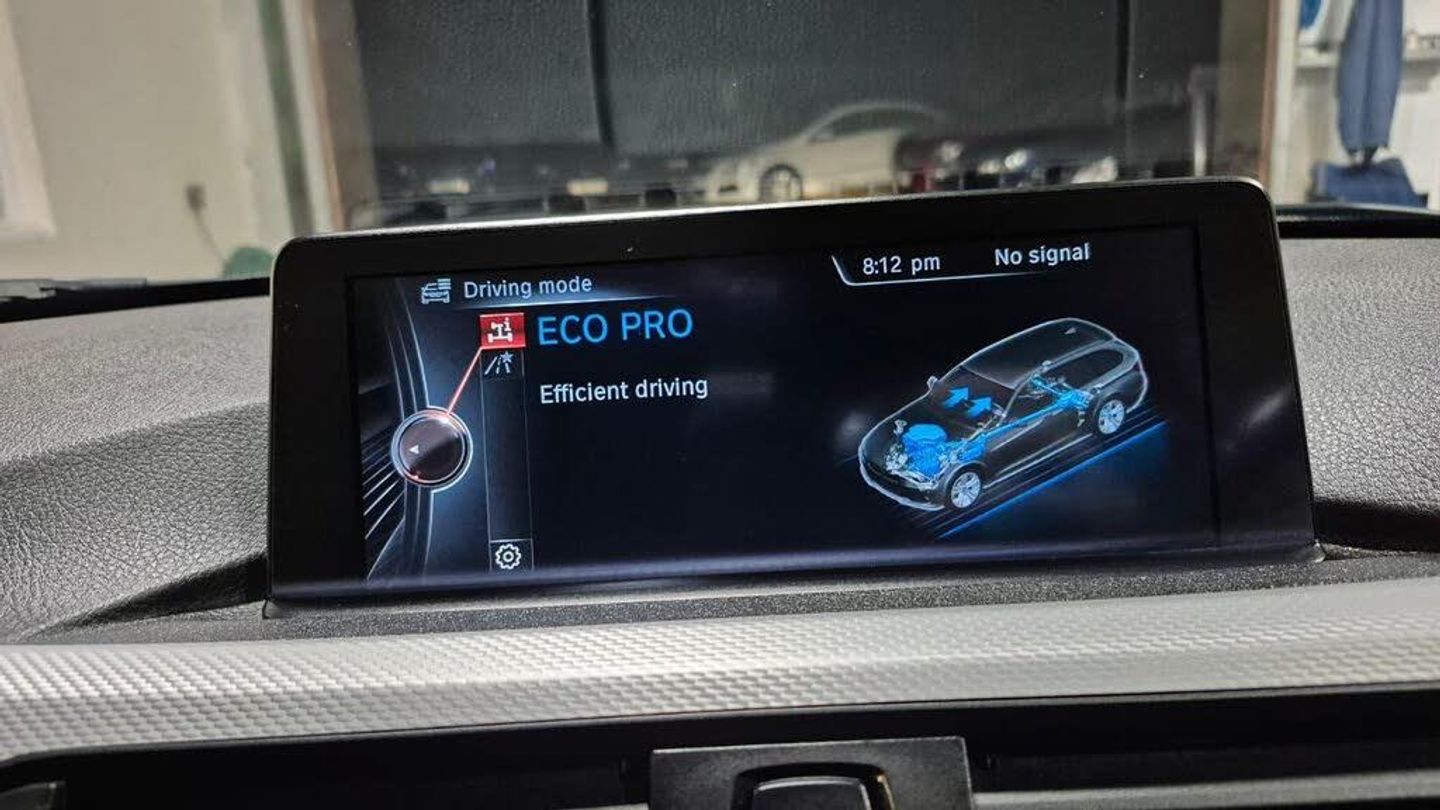 Driving mode
8:12 pm
No signal
ECO PRO
Efficient driving